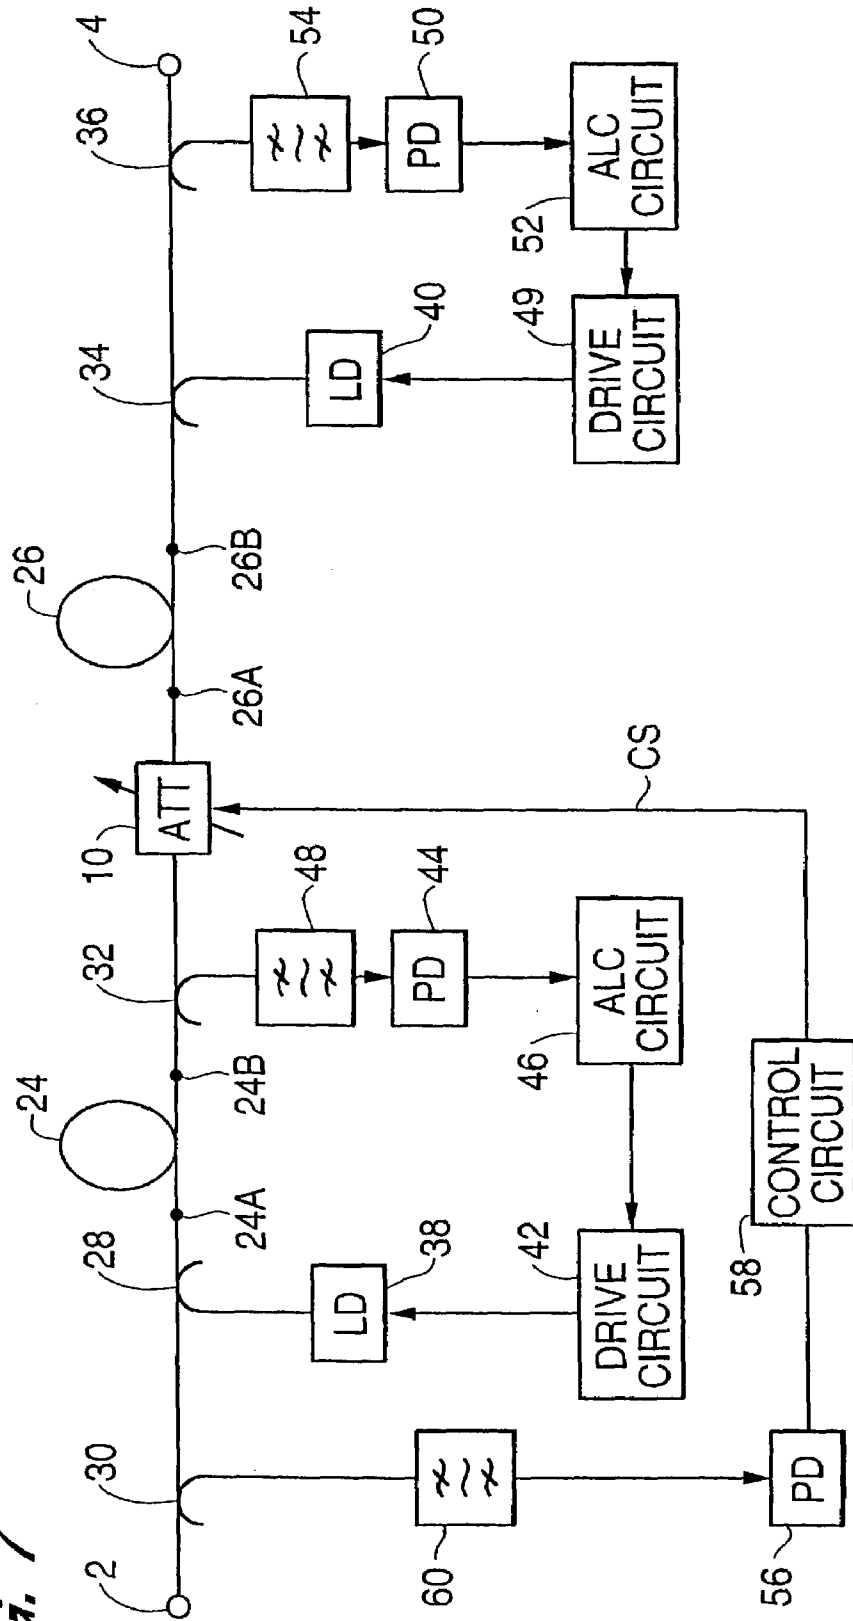 ig. 7
24
26
2
30
28
32
10
34
36
4
ATT
24A
24B
26A
26B
48
54
38
LD
44
PD
LD
40
PD
50
60
42
DRIVE
CIRCUIT
46
ALC
CIRCUIT
49
DRIVE
CIRCUIT
52
ALC
CIRCUIT
CS
56
PD
58
CONTROL
CIRCUIT